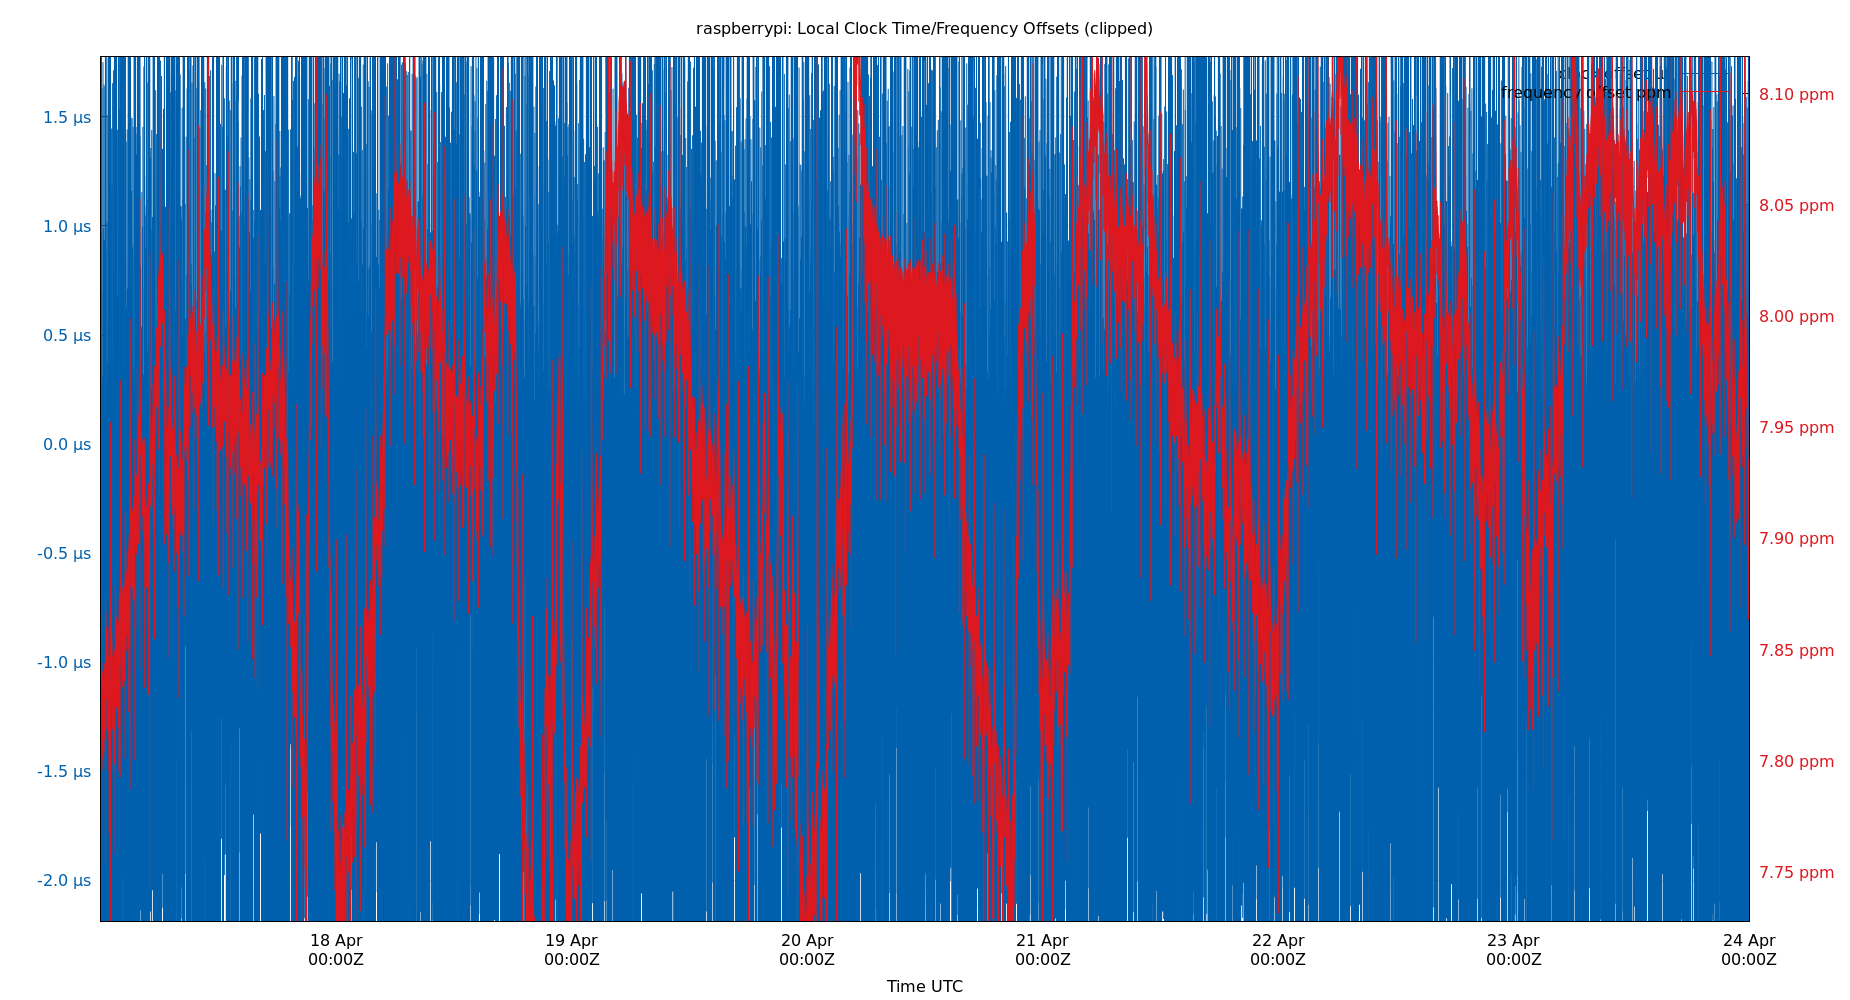 raspberrypi: Local Clock Time/Frequency Offsets (clipped)
frequency offset ppm
1.5 µs
1.0 µs
0.5 µs
0.0 µs
-0.5 µs
-1.0 µs
-1.5 µs
-2.0 µs
8.10 ppm
8.05 ppm
8.00 ppm
7.95 ppm
7.90 ppm
7.85 ppm
7.80 ppm
7.75 ppm
18 Apr
00:00Z
19 Apr
00:00Z
20 Apr
00:00Z
21 Apr
00:00Z
22 Apr
00:00Z
23 Apr
00:00Z
24 Apr
00:00Z
Time UTC